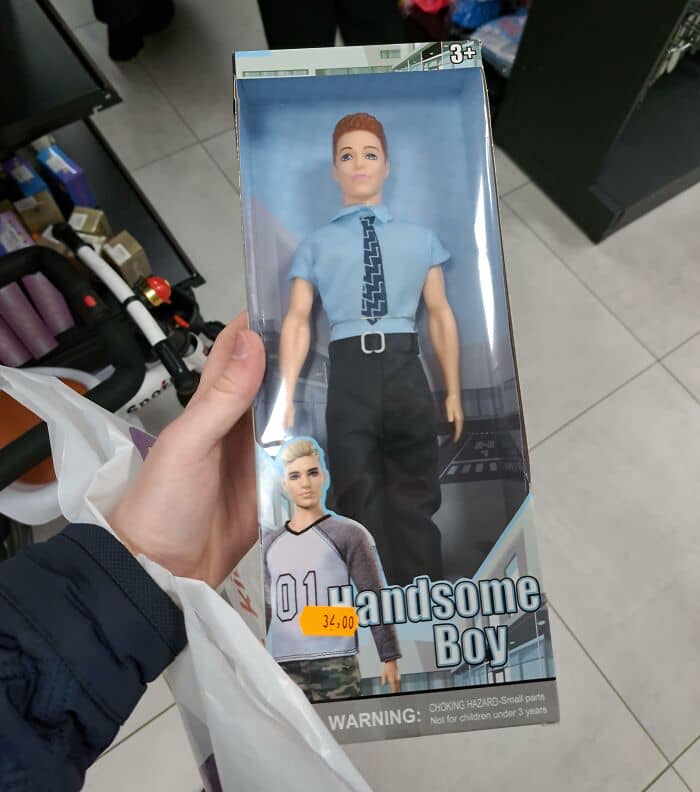 3+
01
Handsome
34,00
Boy
WARNING:
CHOKING HAZARD-Small parts
Not for children under 3 years